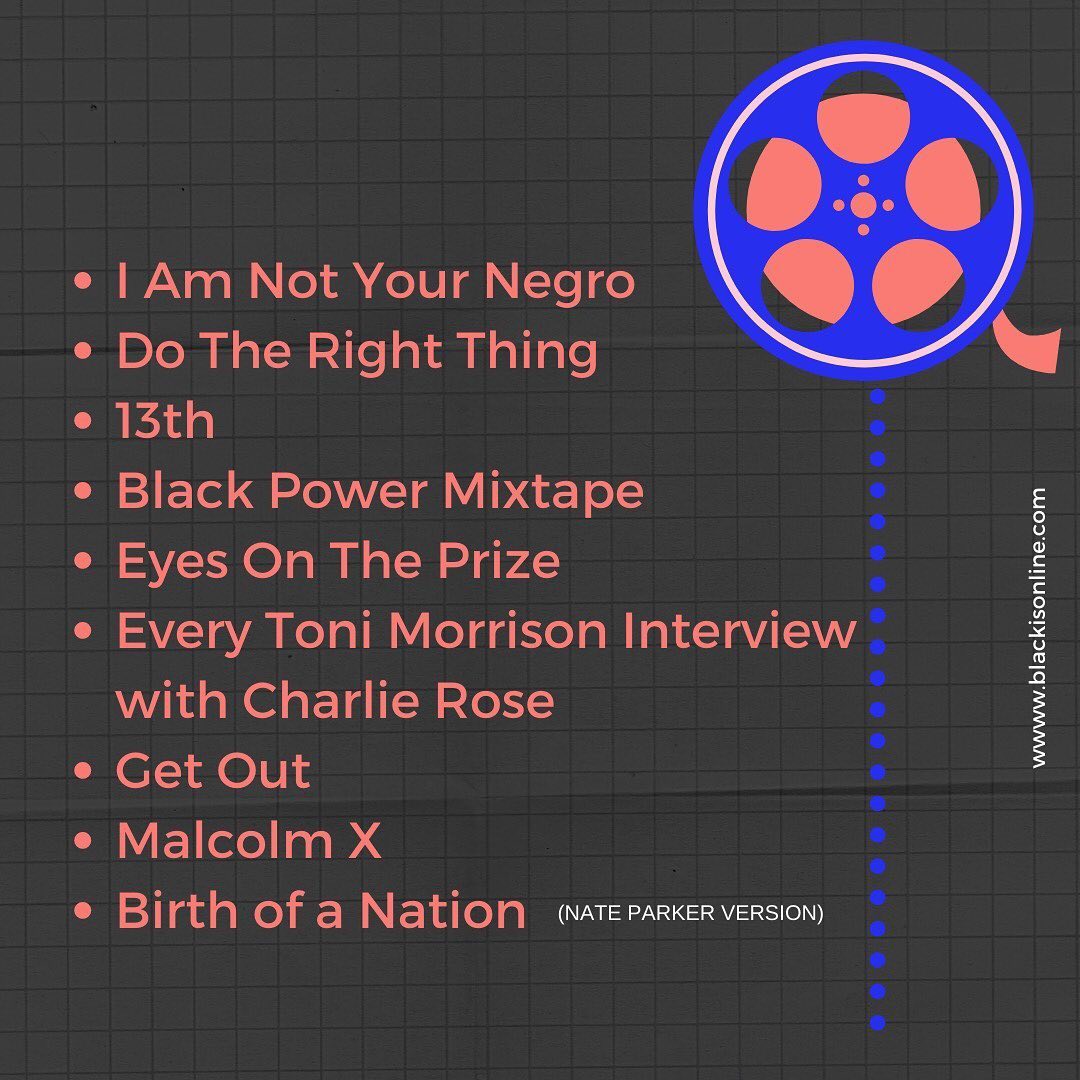 • I Am Not Your Negro
• Do The Right Thing
• 13th
• Black Power Mixtape
• Eyes On The Prize
• Every Toni Morrison Interview
with Charlie Rose
• Get Out
• Malcolm X
• Birth of a Nation (NATE PARKER VERSION)
www.blackisonline.com